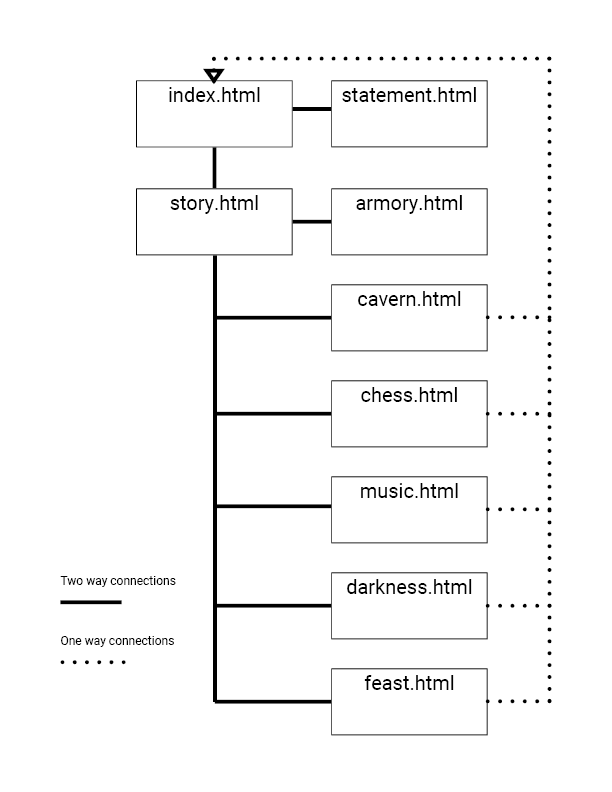 index.html
statement.html
story.html
armory.html
cavern.html
chess.html
music.html
darkness.html
feast.html
Two way connections
One way connections